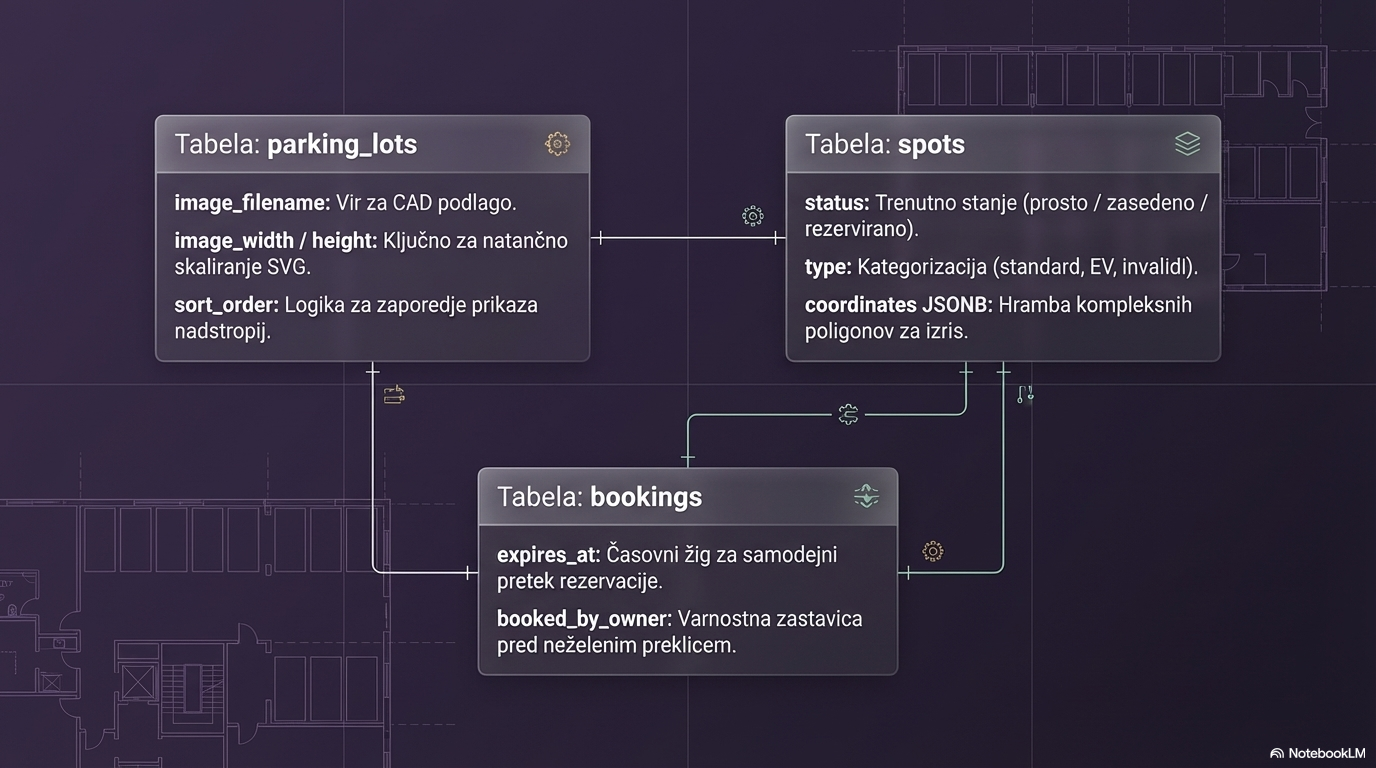 Tabela: parking_lots
image_filename: Vir za CAD podlago.
image_width / height: Ključno za natančno
skaliranje SVG.
sort_order: Logika za zaporedje prikaza
nadstropij.
Tabela: spots
status: Trenutno stanje (prosto / zasedeno /
rezervirano).
type: Kategorizacija (standard, EV, invalidI).
coordinates JSONB: Hramba kompleksnih
poligonov za izris.
Tabela: bookings
expires_at: Časovni žig za samodejni
pretek rezervacije.
booked_by_owner: Varnostna zastavica
pred neželenim preklicem.
NotebookLM